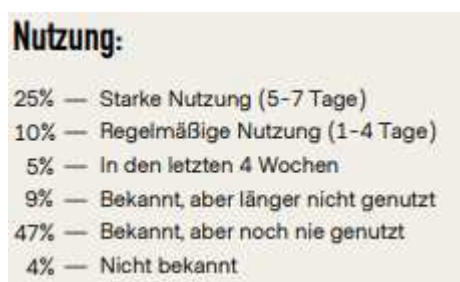 Nutzung:
25% — Starke Nutzung (5-7 Tage)
10% — Regelmäßige Nutzung (1-4 Tage)
5% — In den letzten 4 Wochen
9% — Bekannt, aber länger nicht genutzt
47% — Bekannt, aber noch nie genutzt
4% — Nicht bekannt